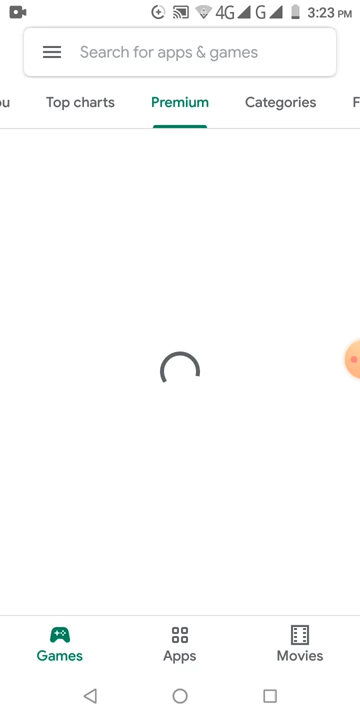 4G G 3:23 PM
Search for apps & games
ou Top charts Premium Categories F
Games Apps Movies